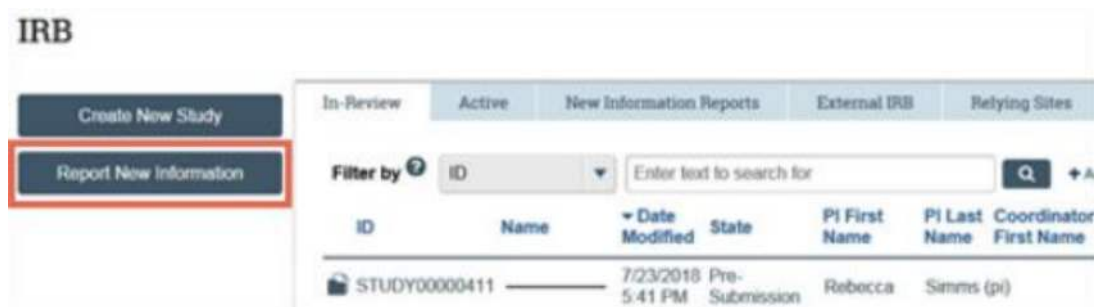 IRB
Create New Study
Report New Information
In-Review Active New Information Reports External IRB Relying Sites
Filter by ? ID Enter text to search for + A
ID Name Date Modified State PI First Name PI Last Name Coordinator First Name
STUDY00000411 7/23/2018 5:41 PM Pre-Submission Rebecca Simms (pi)